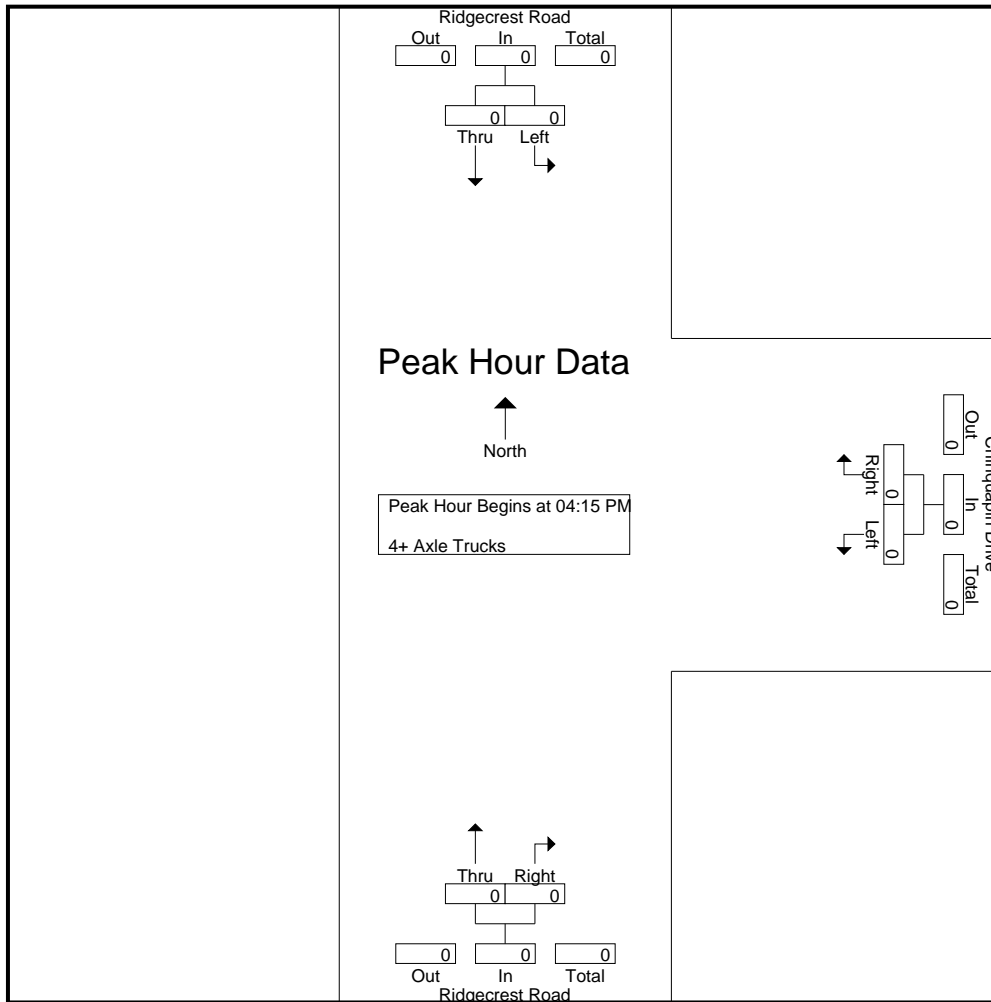 Ridgecrest Road
Out In Total
0 0 0
0 0
Thru Left
Peak Hour Data
North
Peak Hour Begins at 04:15 PM
4+ Axle Trucks
Out In Total
0 0 0
Right Left
0 0
Thru Right
0 0
0 0 0
Out In Total
Ridgecrest Road